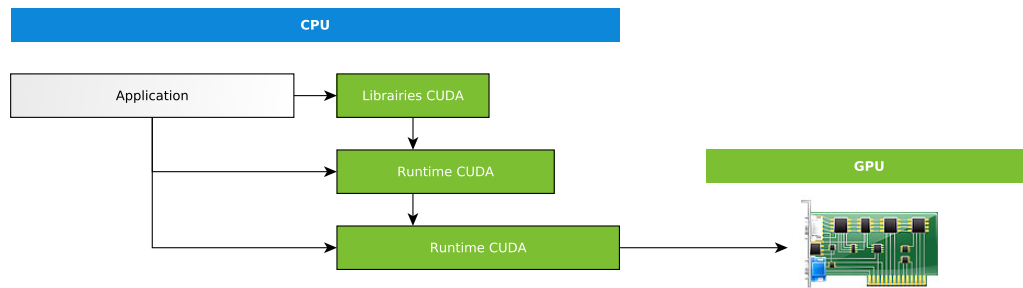 CPU
Application
Librairies CUDA
Runtime CUDA
GPU
Runtime CUDA